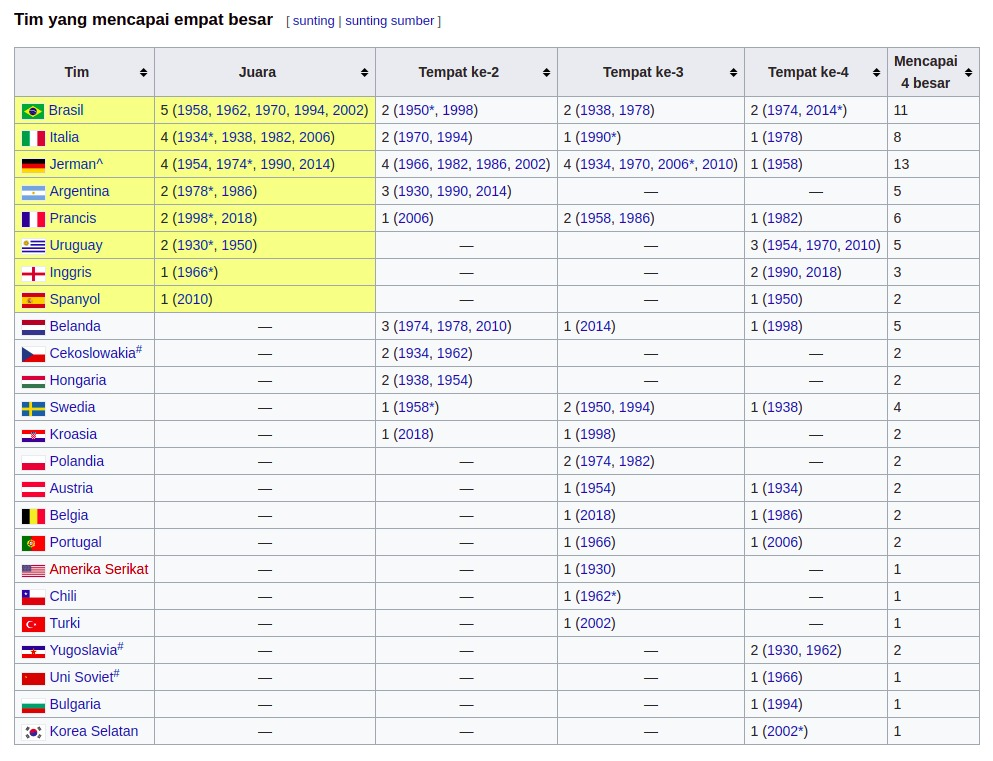 Tim yang mencapai empat besar [ sunting | sunting sumber ]
Tim Juara Tempat ke-2 Tempat ke-3 Tempat ke-4 Mencapai 4 besar
Brasil 5 (1958, 1962, 1970, 1994, 2002) 2 (1950*, 1998) 2 (1938, 1978) 2 (1974, 2014*) 11
Italia 4 (1934*, 1938, 1982, 2006) 2 (1970, 1994) 1 (1990*) 1 (1978) 8
Jerman^ 4 (1954, 1974*, 1990, 2014) 4 (1966, 1982, 1986, 2002) 4 (1934, 1970, 2006*, 2010) 1 (1958) 13
Argentina 2 (1978*, 1986) 3 (1930, 1990, 2014) — — 5
Prancis 2 (1998*, 2018) 1 (2006) 2 (1958, 1986) 1 (1982) 6
Uruguay 2 (1930*, 1950) — — 3 (1954, 1970, 2010) 5
Inggris 1 (1966*) — — 2 (1990, 2018) 3
Spanyol 1 (2010) — — 1 (1950) 2
Belanda — 3 (1974, 1978, 2010) 1 (2014) 1 (1998) 5
Cekoslowakia# — 2 (1934, 1962) — — 2
Hongaria — 2 (1938, 1954) — — 2
Swedia — 1 (1958*) 2 (1950, 1994) 1 (1938) 4
Kroasia — 1 (2018) 1 (1998) — 2
Polandia — — 2 (1974, 1982) — 2
Austria — — 1 (1954) 1 (1934) 2
Belgia — — 1 (2018) 1 (1986) 2
Portugal — — 1 (1966) 1 (2006) 2
Amerika Serikat — — 1 (1930) — 1
Chili — — 1 (1962*) — 1
Turki — — 1 (2002) — 1
Yugoslavia# — — — 2 (1930, 1962) 2
Uni Soviet# — — — 1 (1966) 1
Bulgaria — — — 1 (1994) 1
Korea Selatan — — — 1 (2002*) 1